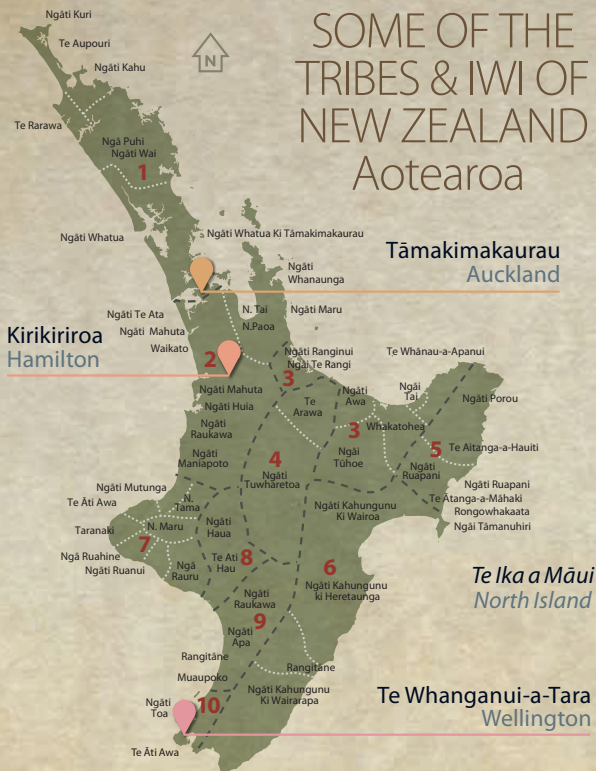 SOME OF THE
TRIBES & IWI OF
NEW ZEALAND
Aotearoa
N
Ngāti Kuri
Te Aupouri
Ngāti Kahu
Te Rarawa
Ngā Puhi
Ngāti Wai
1
Ngāti Whatua
Ngāti Whatua Ki Tāmakimakaurau
Tāmakimakaurau
Auckland
Ngāti
Whanaunga
Ngāti Te Ata
N. Tai
Ngāti Maru
Ngāti Mahuta
N.Paoa
Waikato
Kirikiriroa
Hamilton
2
Ngāti Ranginui
Ngāi Te Rangi
3
Te Whānau-a-Apanui
Ngāti Mahuta
Ngāti Huia
Ngāti
Raukawa
Ngāti
Maniapoto
Te
Arawa
Ngāti
Awa
Ngāi
Tai
Ngāti Porou
3
Whakatohea
Ngāi
Tūhoe
5
Te Aitanga-a-Hauiti
Ngāti
Ruapani
4
Ngāti
Tuwharetoa
Ngāti Ruapani
Te Ātanga-a-Māhaki
Rongowhakaata
Ngāi Tāmanuhiri
Ngāti Mutunga
Te Āti Awa
N.
Tama
Taranaki
N. Maru
7
Ngā Ruahine
Ngāti Ruanui
Ngā
Rauru
Ngāti
Haua
Te Ati
Hau
8
Ngāti Kahungunu
Ki Wairoa
6
Ngāti Kahungunu
ki Heretaunga
Te Ika a Māui
North Island
Ngāti
Raukawa
9
Ngāti
Apa
Rangitāne
Rangitāne
Muaupoko
Ngāti Kahungunu
Ki Wairarapa
Ngāti
Toa
10
Te Whanganui-a-Tara
Wellington
Te Āti Awa